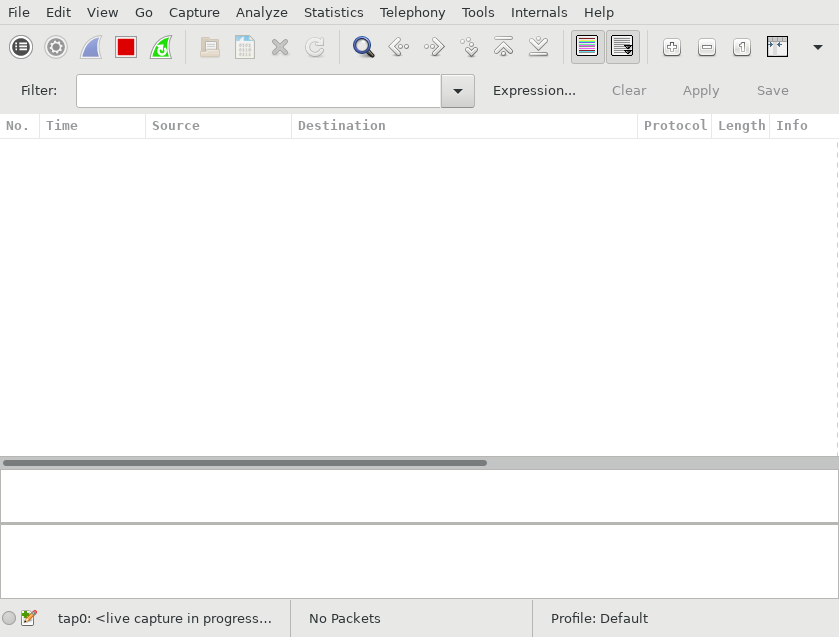 File Edit View Go Capture Analyze Statistics Telephony Tools Internals Help
Filter: Expression... Clear Apply Save
No. Time Source Destination Protocol Length Info
tap0: <live capture in progress... No Packets Profile: Default